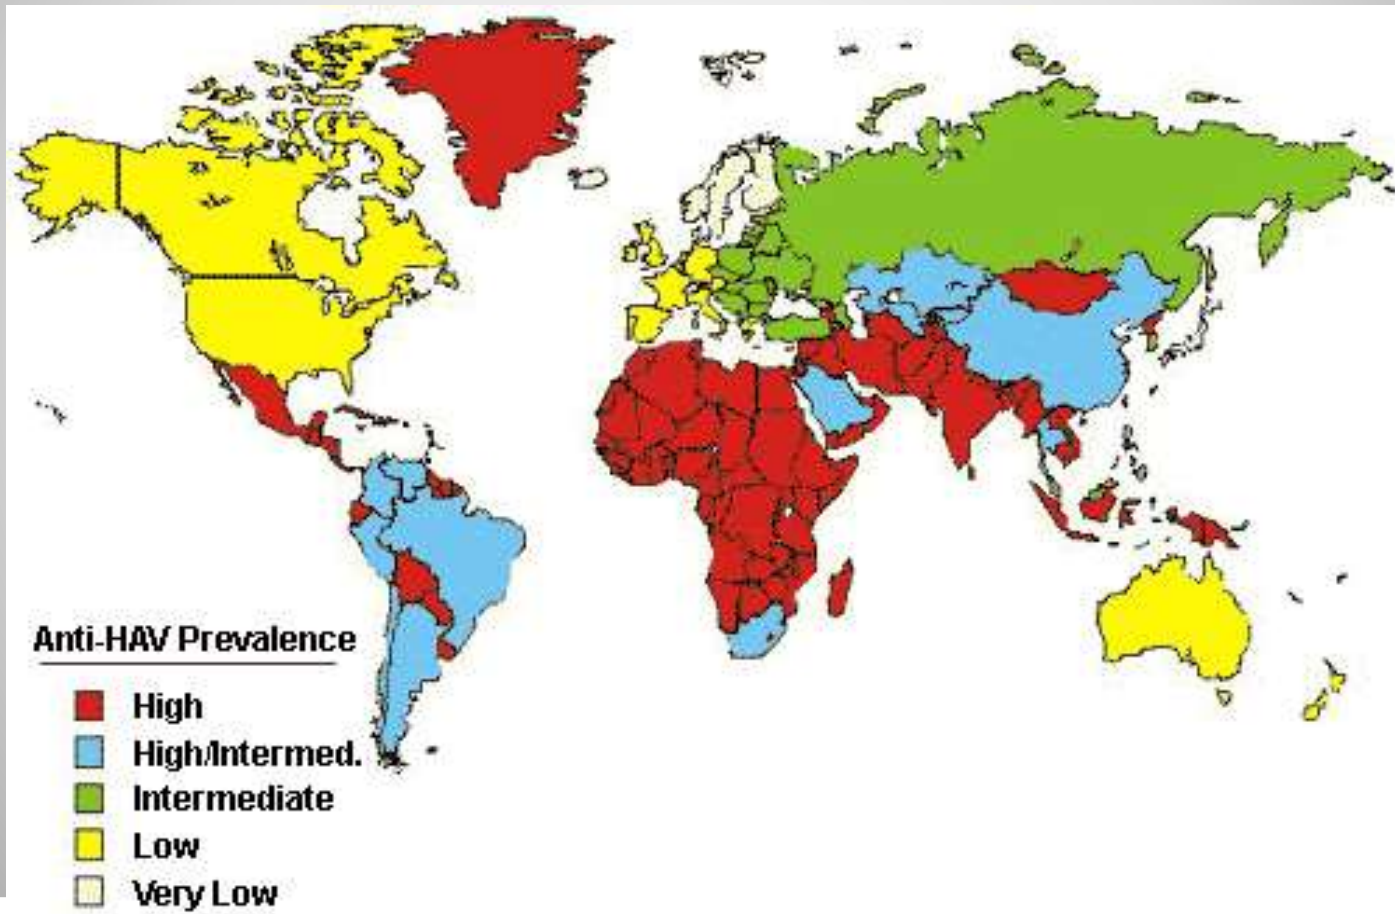 Anti-HAV Prevalence
High
High/Intermed.
Intermediate
Low
Very Low